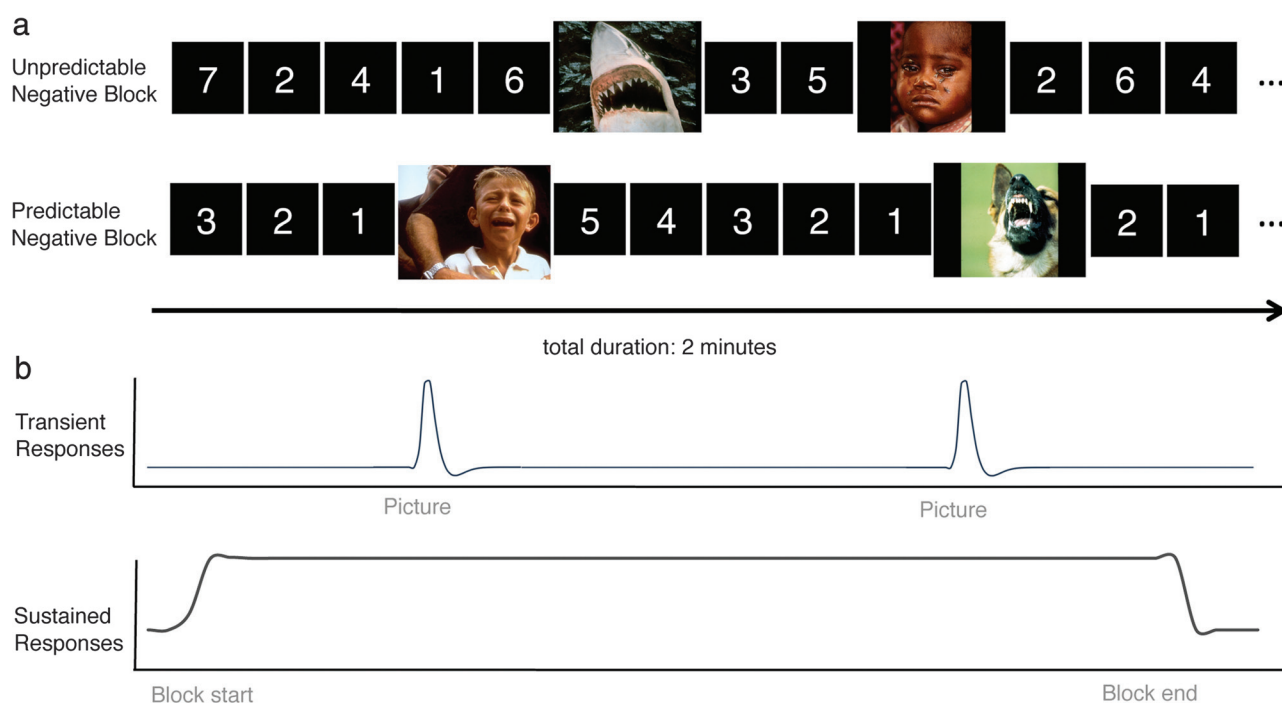 a
Unpredictable
Negative Block
7 2 4 1 6 3 5 2 6 4 ...
Predictable
Negative Block
3 2 1 5 4 3 2 1 2 1 ...
total duration: 2 minutes
b
Transient
Responses
Picture Picture
Sustained
Responses
Block start Block end